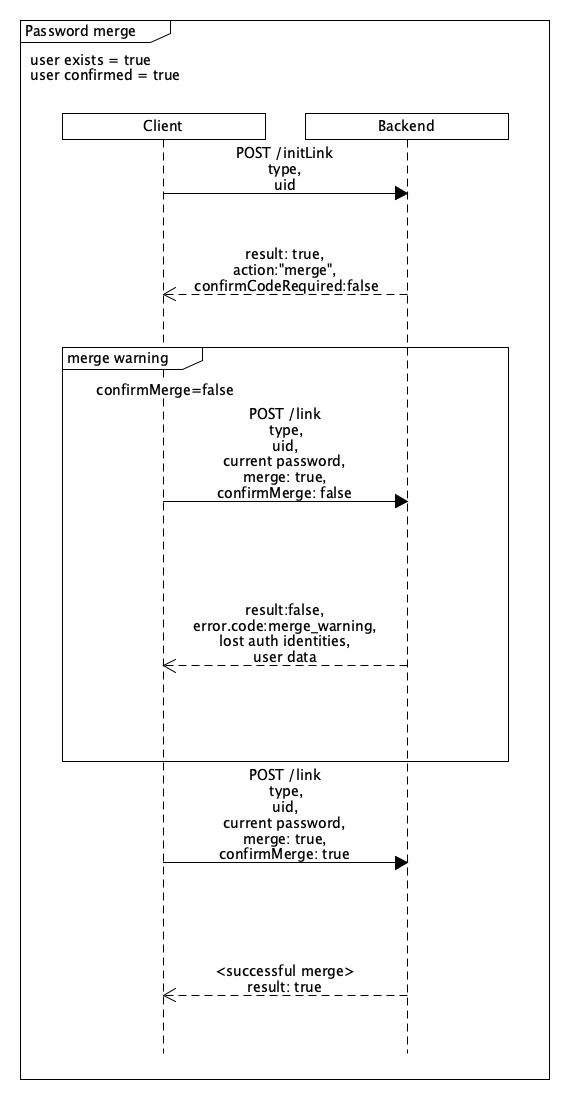 Password merge
user exists = true
user confirmed = true
Client
Backend
POST /initLink
type,
uid
result: true,
action:"merge",
confirmCodeRequired:false
merge warning
confirmMerge=false
POST /link
type,
uid,
current password,
merge: true,
confirmMerge: false
result:false,
error.code:merge_warning,
lost auth identities,
user data
POST /link
type,
uid,
current password,
merge: true,
confirmMerge: true
<successful merge>
result: true